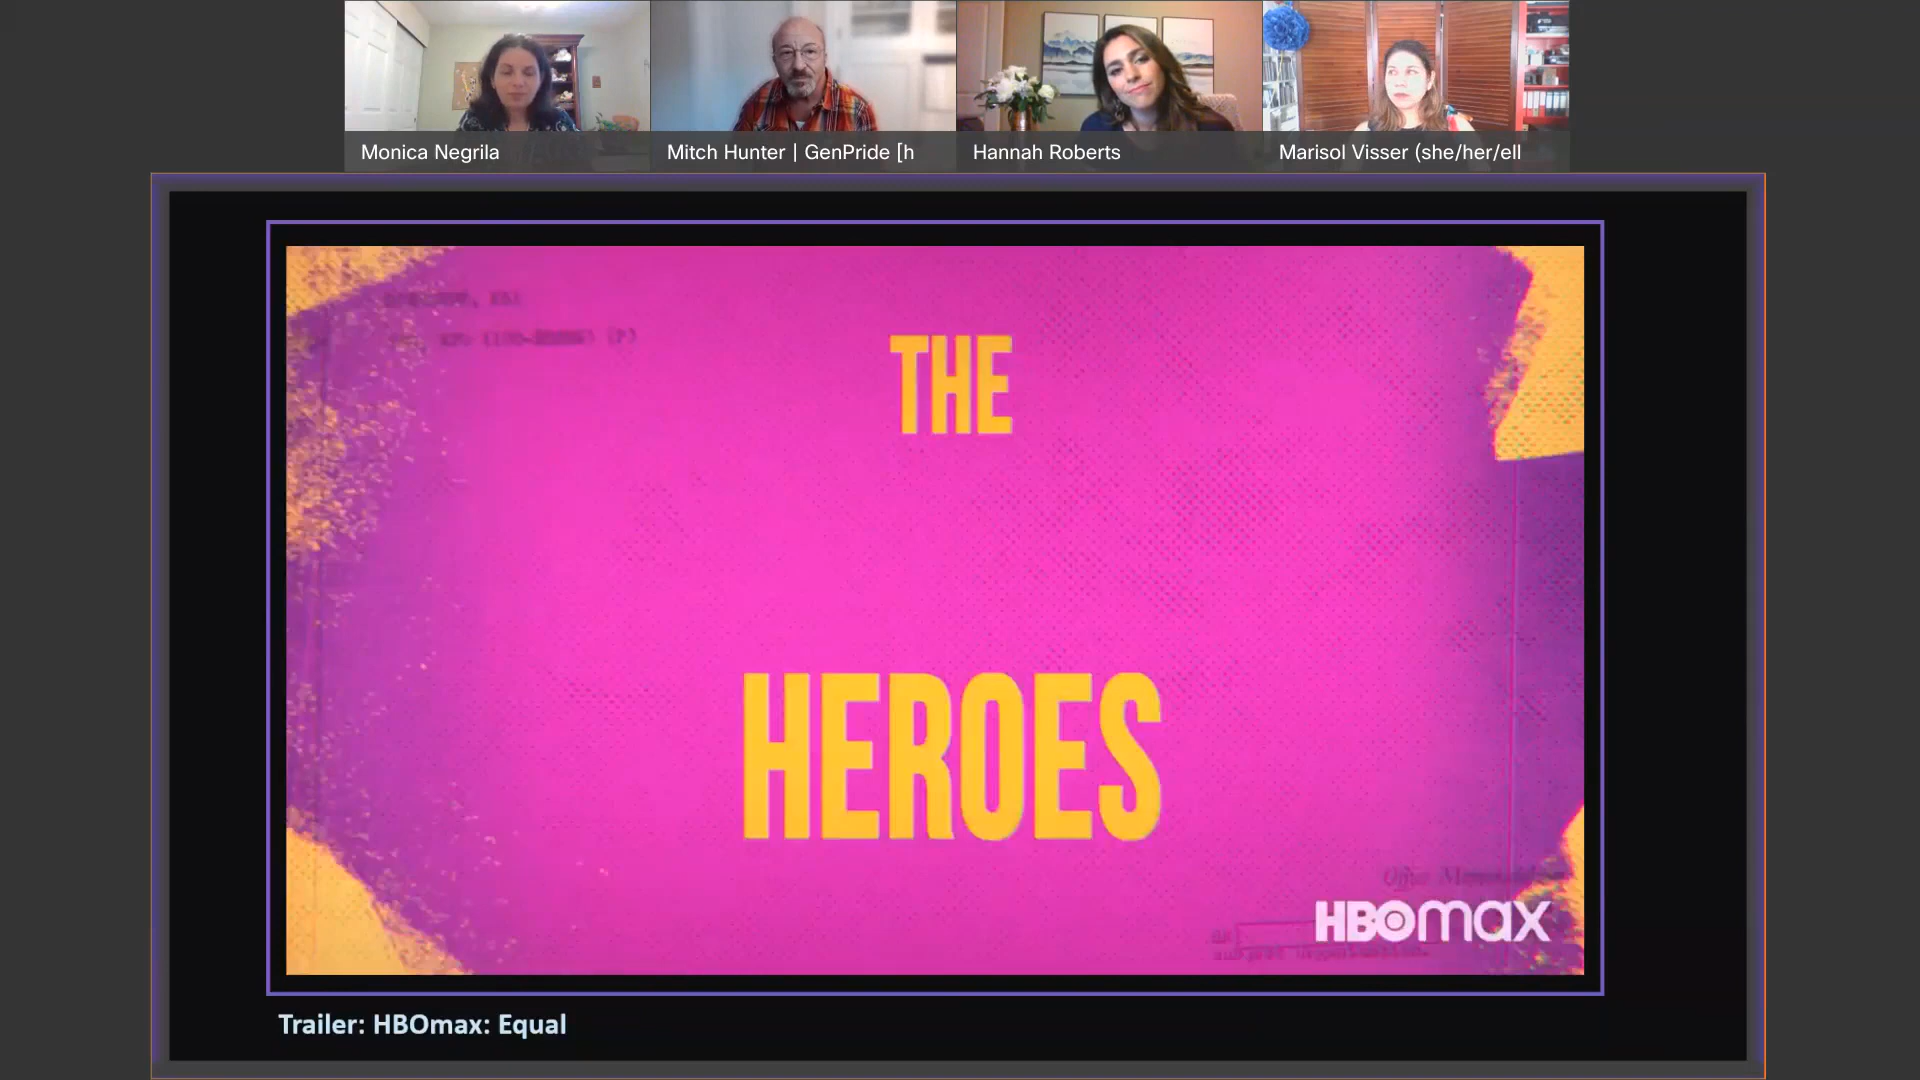 Monica Negrila
Mitch Hunter | GenPride [h
Hannah Roberts
Marisol Visser (she/her/ell
THE
HEROES
HBOmax
Trailer: HBOmax: Equal